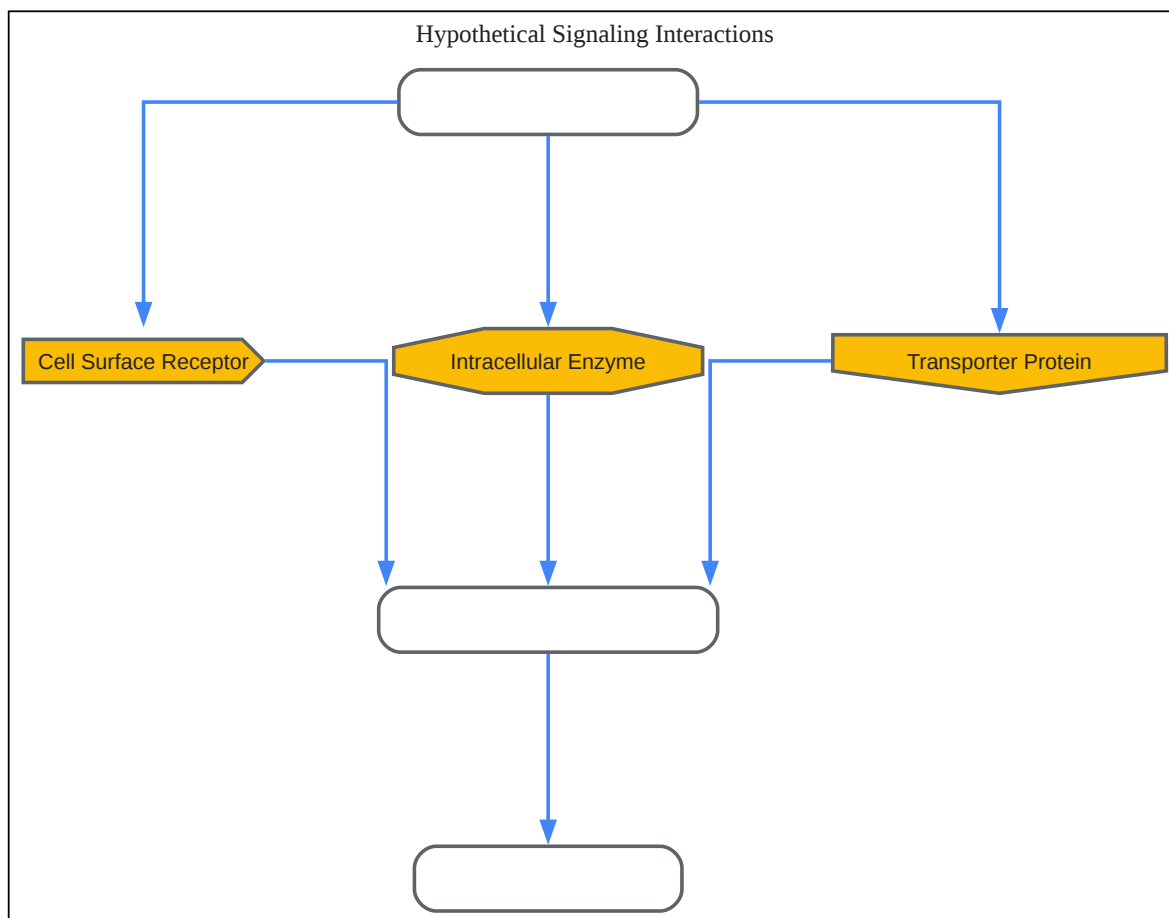 Hypothetical Signaling Interactions
Cell Surface Receptor
Intracellular Enzyme
Transporter Protein